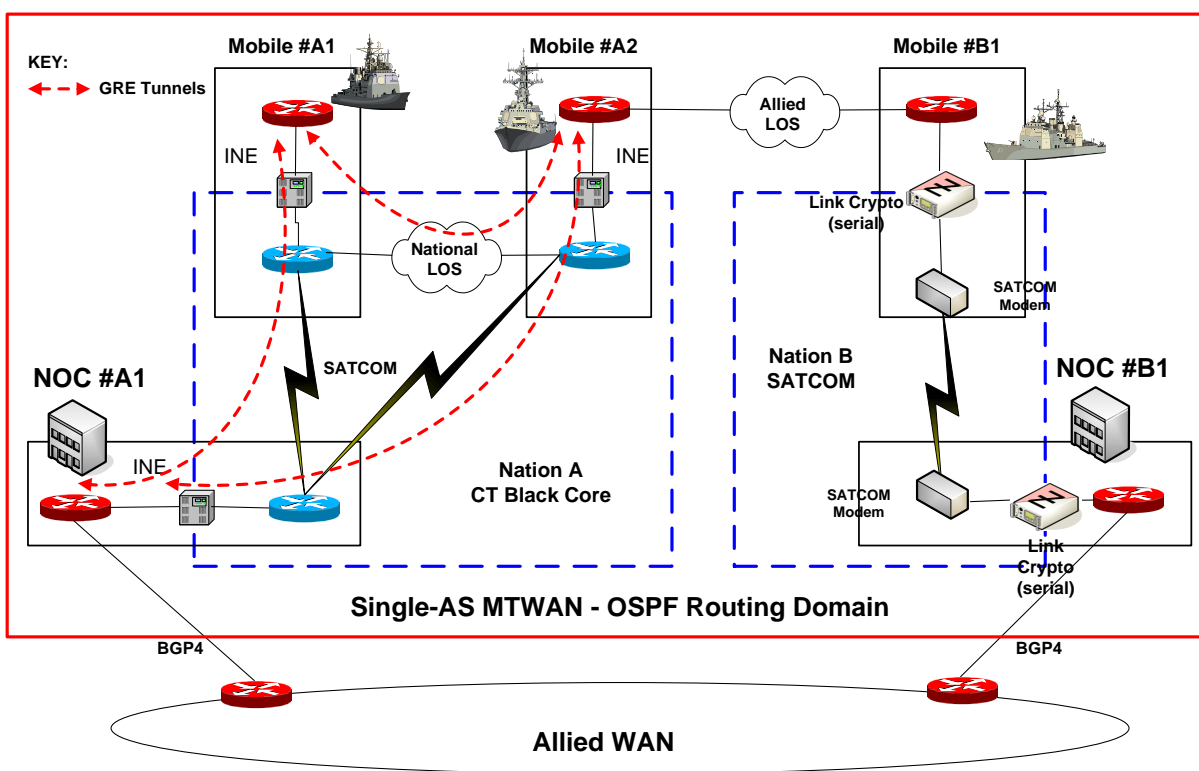 Mobile #A1
Mobile #A2
Mobile #B1
KEY:
GRE Tunnels
Allied
LOS
INE
INE
Link Crypto
(serial)
National
LOS
SATCOM
Modem
SATCOM
Nation B
SATCOM
NOC #A1
NOC #B1
INE
Nation A
CT Black Core
SATCOM
Modem
Link
Crypto
(serial)
Single-AS MTWAN - OSPF Routing Domain
BGP4
BGP4
Allied WAN